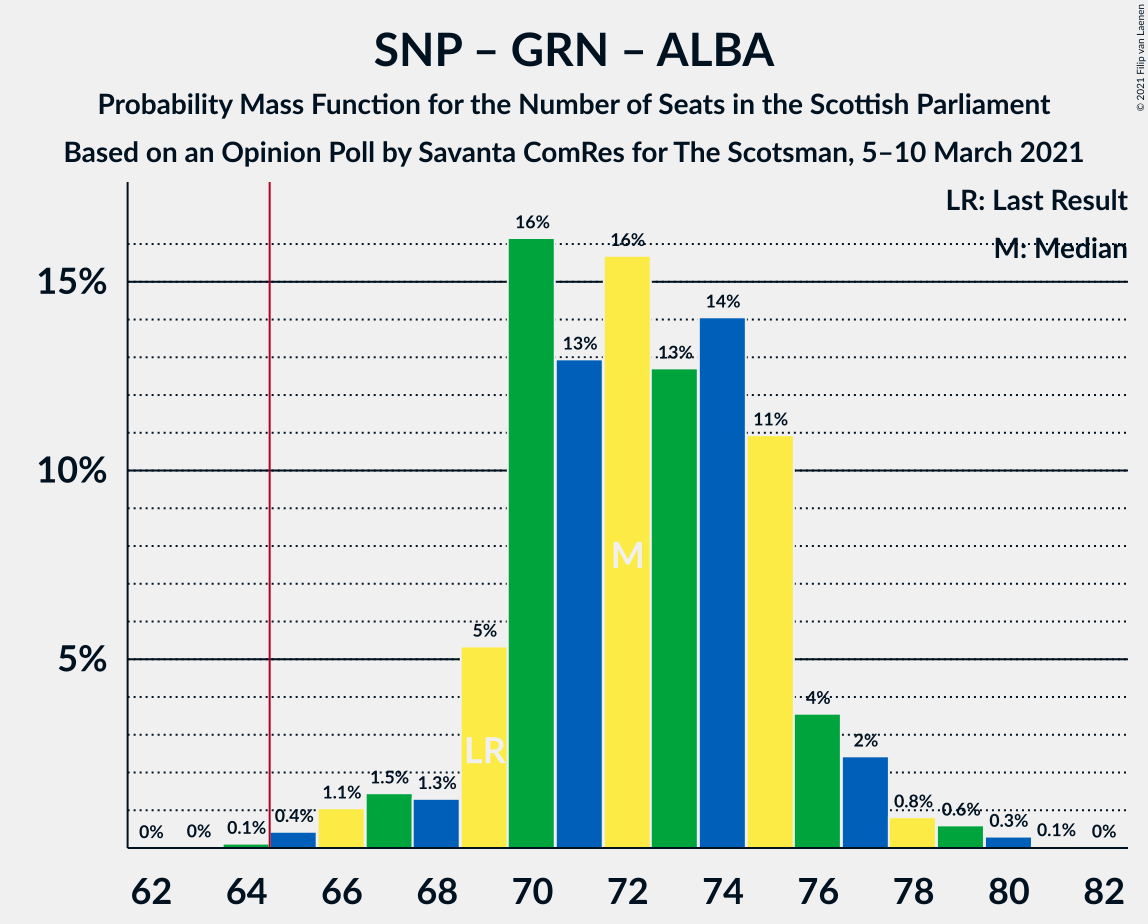 SNP – GRN – ALBA
Probability Mass Function for the Number of Seats in the Scottish Parliament
Based on an Opinion Poll by Savanta ComRes for The Scotsman, 5–10 March 2021
© 2021 Filip van Laenen
LR: Last Result
M: Median
15%
10%
5%
0%
0%
0.1%
0.4%
1.1%
1.5%
1.3%
5%
16%
13%
16%
13%
14%
11%
4%
2%
0.8%
0.6%
0.3%
0.1%
0%
LR
M
62 64 66 68 70 72 74 76 78 80 82